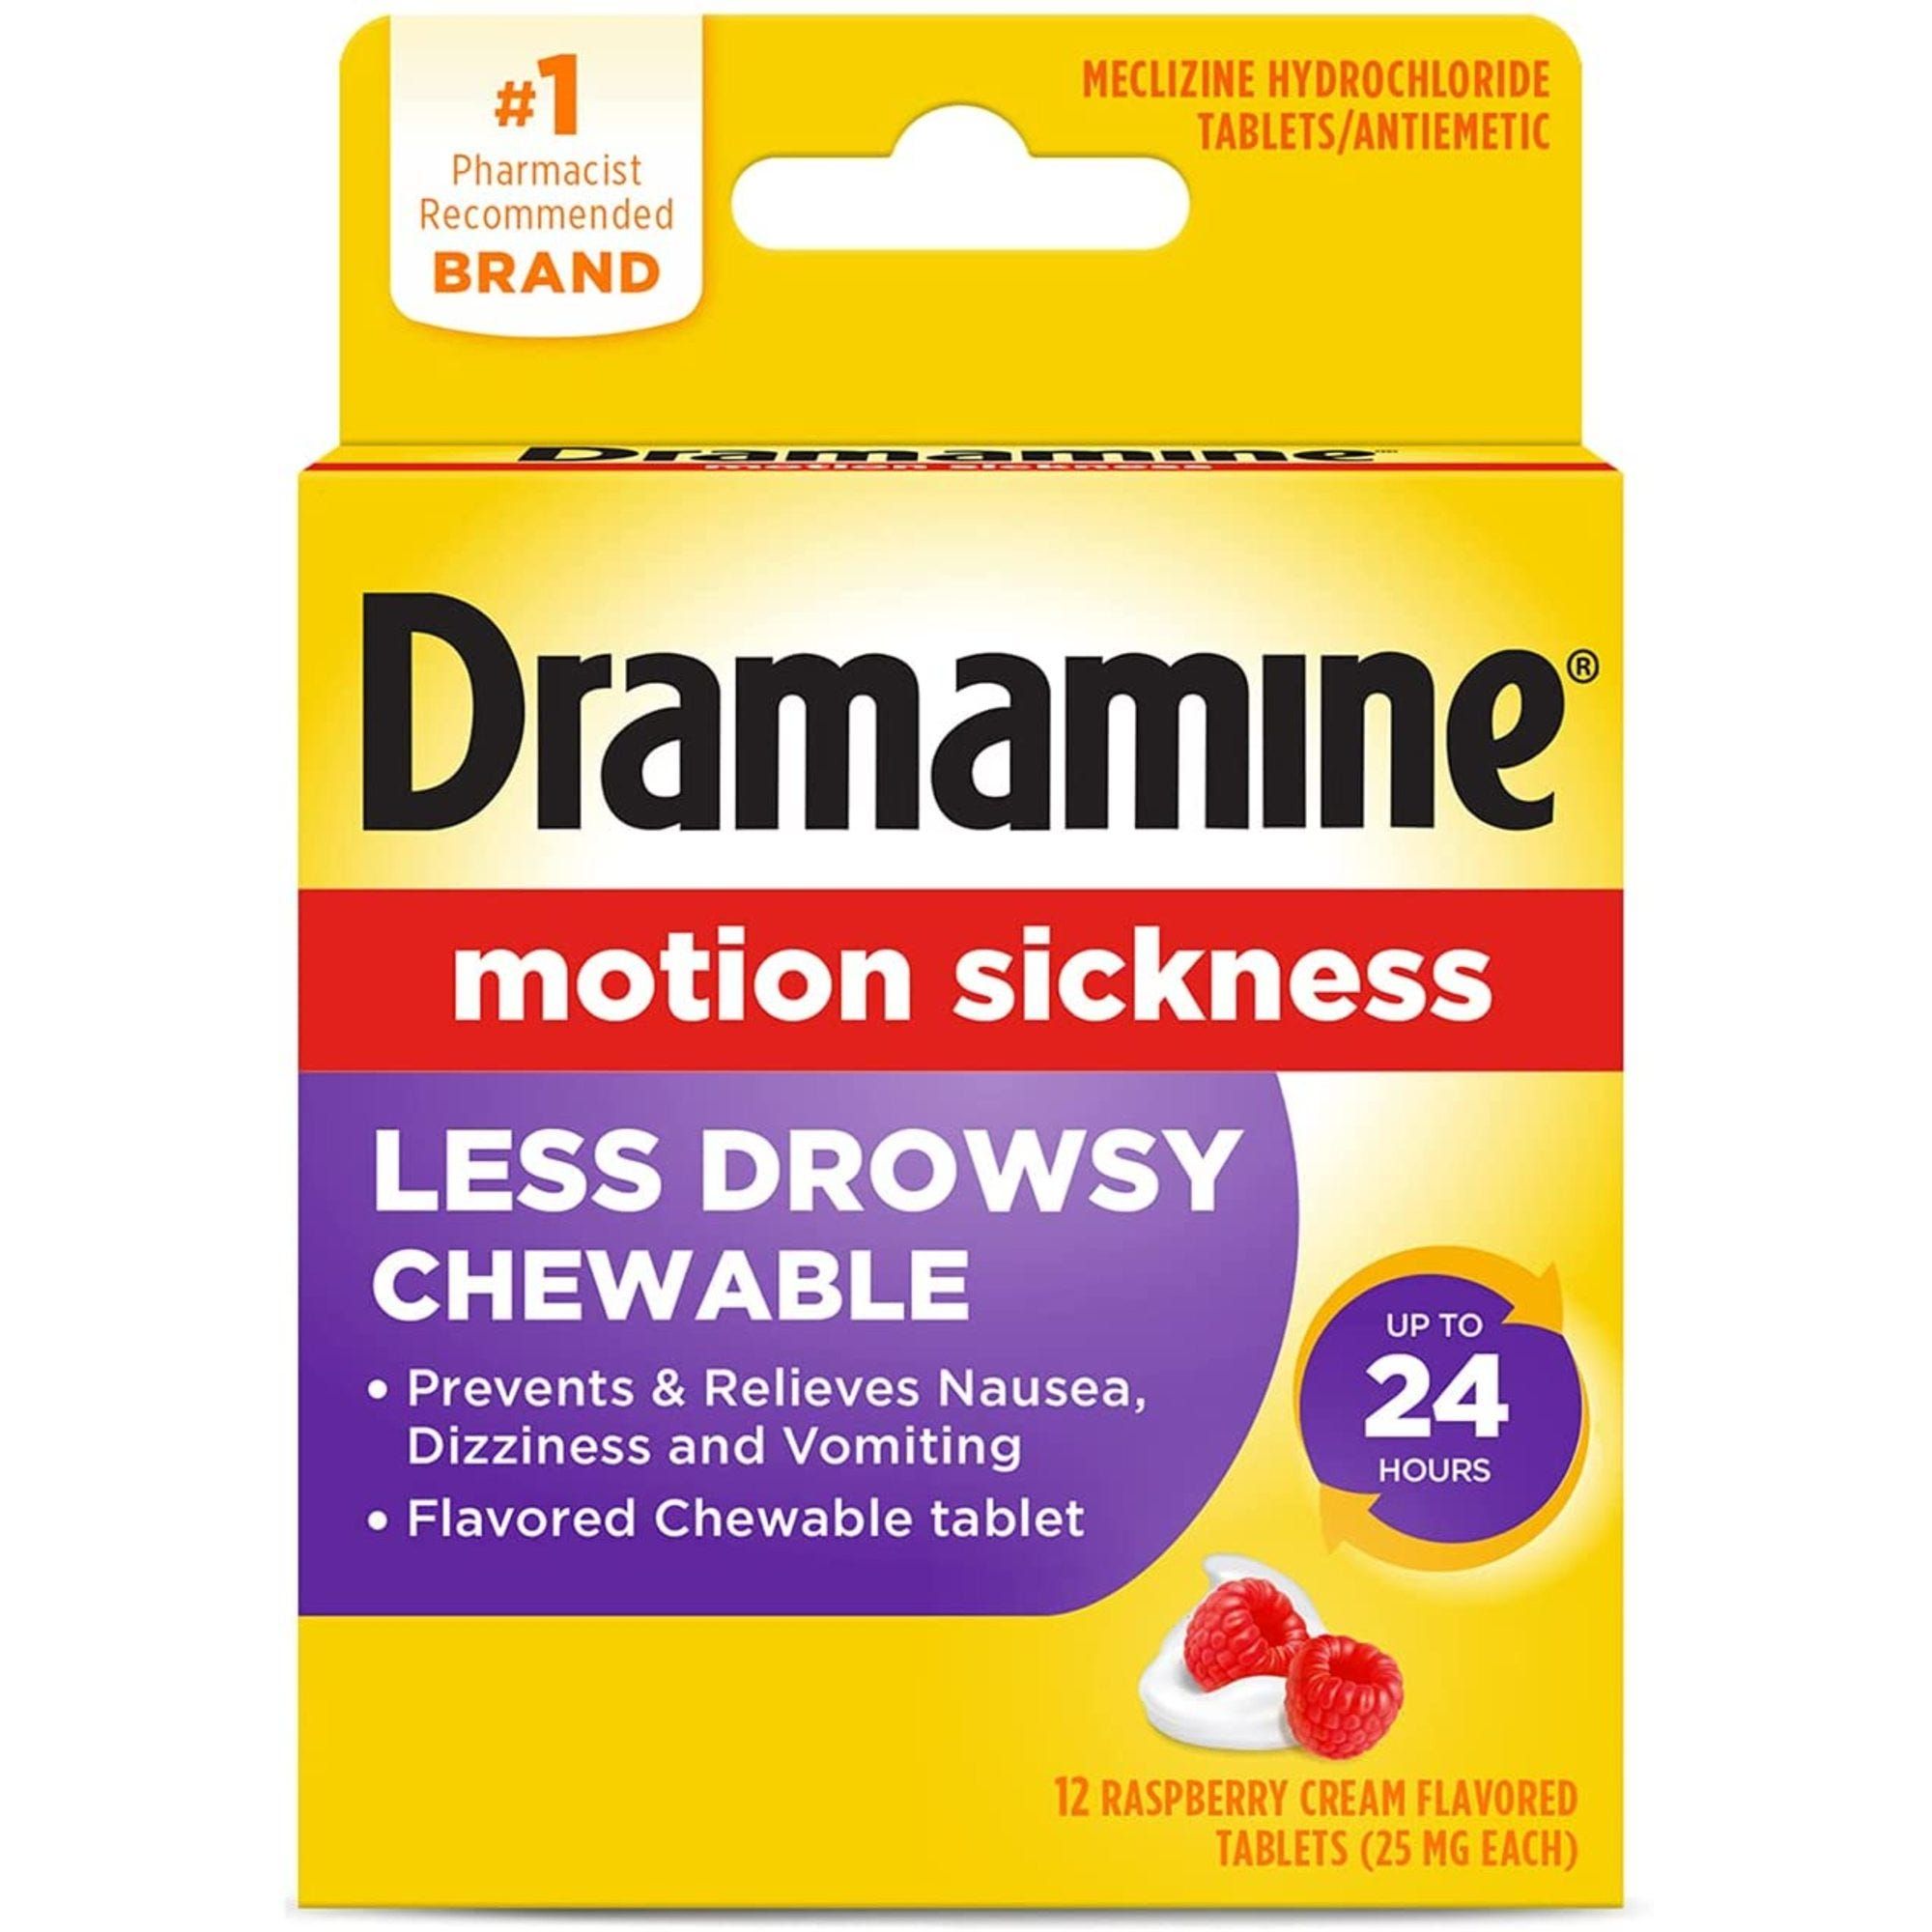 #1
Pharmacist
Recommended
BRAND
MECLIZINE HYDROCHLORIDE
TABLETS/ANTIEMETIC
Dramamine™
motion sickness
Dramamine®
motion sickness
LESS DROWSY
CHEWABLE
• Prevents & Relieves Nausea,
Dizziness and Vomiting
• Flavored Chewable tablet
UP TO
24
HOURS
12 RASPBERRY CREAM FLAVORED
TABLETS (25 MG EACH)